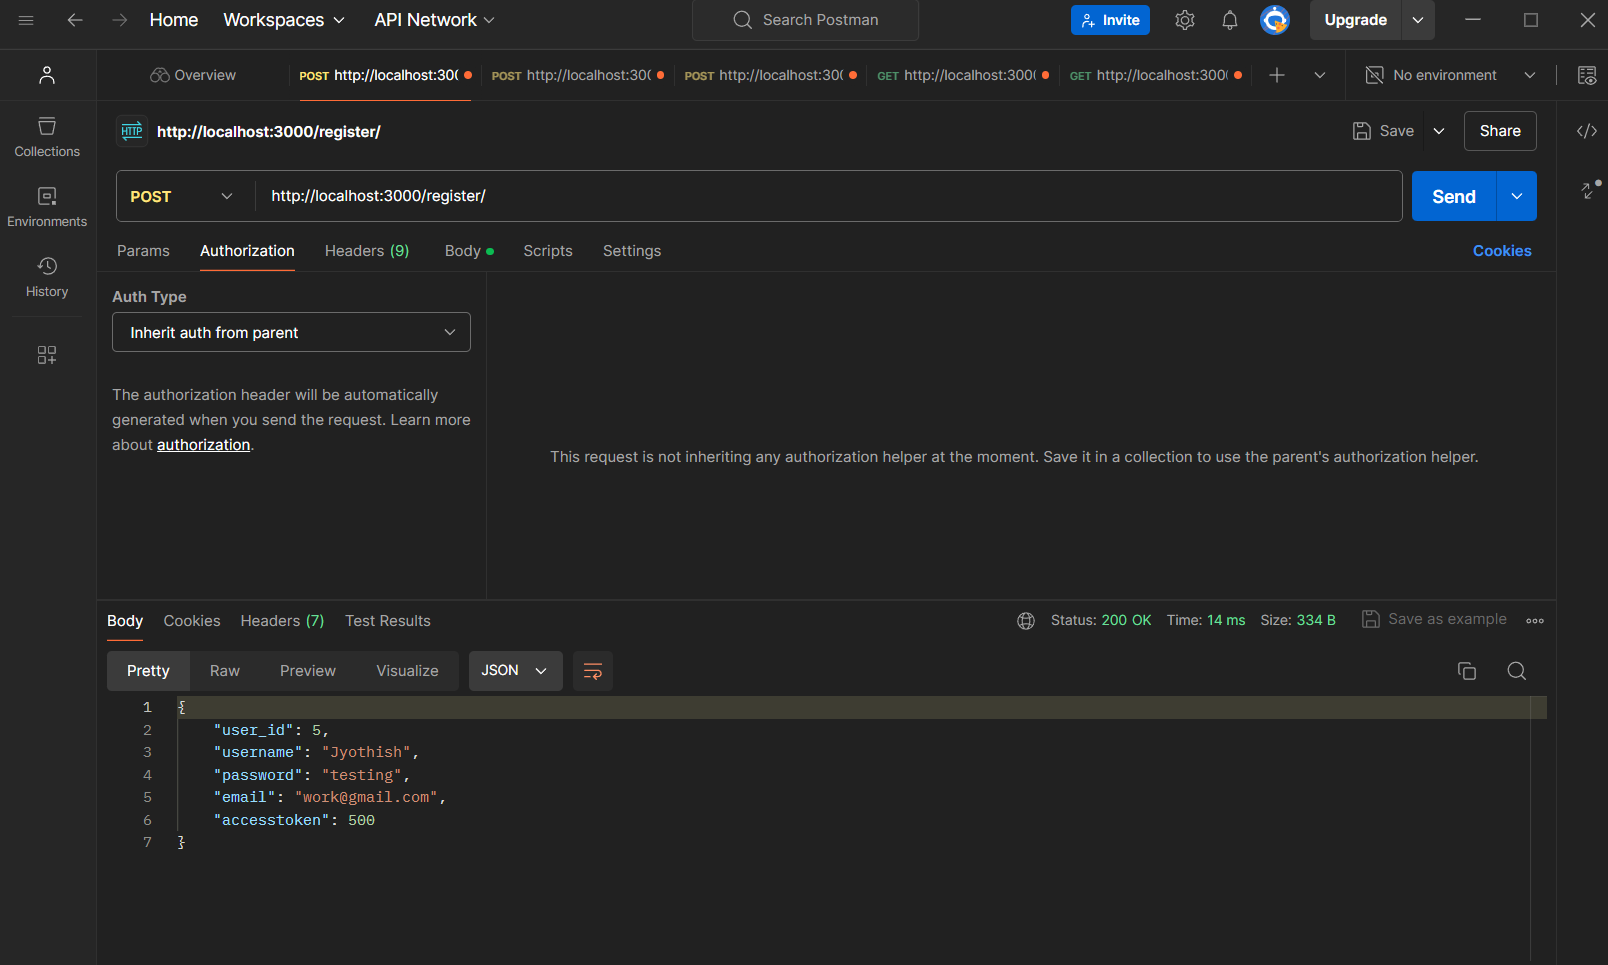 Home Workspaces API Network Search Postman Invite Upgrade
Overview POST http://localhost:300 POST http://localhost:300 POST http://localhost:300 GET http://localhost:300 GET http://localhost:300 No environment
HTTP http://localhost:3000/register/ Save Share
Collections
POST http://localhost:3000/register/ Send
Environments
Params Authorization Headers (9) Body Scripts Settings Cookies
History
Auth Type
Inherit auth from parent
The authorization header will be automatically
generated when you send the request. Learn more
about authorization.
This request is not inheriting any authorization helper at the moment. Save it in a collection to use the parent's authorization helper.
Body Cookies Headers (7) Test Results Status: 200 OK Time: 14 ms Size: 334 B Save as example
Pretty Raw Preview Visualize JSON
1 {
2 "user_id": 5,
3 "username": "Jyothish",
4 "password": "testing",
5 "email": "work@gmail.com",
6 "accesstoken": 500
7 }